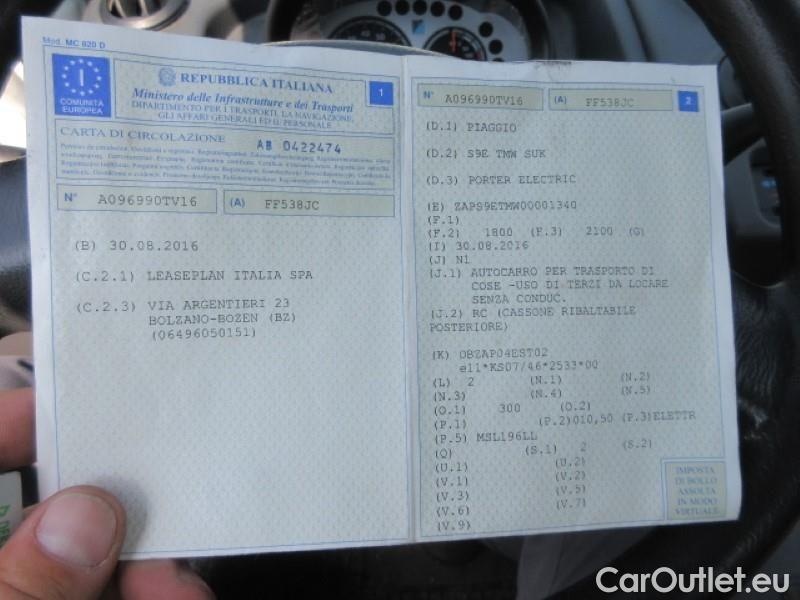 Mod. MC 820 D
I
COMUNITÀ
EUROPEA
REPUBBLICA ITALIANA
1
Ministero delle Infrastrutture e dei Trasporti
DIPARTIMENTO PER I TRASPORTI, LA NAVIGAZIONE,
GLI AFFARI GENERALI ED IL PERSONALE
CARTA DI CIRCOLAZIONE
AB 0422474
N° A096990TV16 (A) FF538JC
(B) 30.08.2016
(C.2.1) LEASEPLAN ITALIA SPA
(C.2.3) VIA ARGENTIERI 23
BOLZANO-BOZEN (BZ)
(06496050151)
N° A096990TV16 (A) FF538JC 2
(D.1) PIAGGIO
(D.2) S9E TMW SUK
(D.3) PORTER ELECTRIC
(E) ZAPS9ETMW00001340
(F.1)
(F.2) 1800 (F.3) 2100 (G)
(I) 30.08.2016
(J) N1
(J.1) AUTOCARRO PER TRASPORTO DI
COSE -USO DI TERZI DA LOCARE
SENZA CONDUC.
(J.2) RC (CASSONE RIBALTABILE
POSTERIORE)
(K) OBZAP04EST02
e11*KS07/46*2533*00
(L) 2 (N.1) (N.2)
(N.3) (N.4) (N.5)
(O.1) 300 (O.2)
(P.1) (P.2)010,50 (P.3)ELETTR
(P.5) MSL196LL
(Q) (S.1) 2 (S.2)
(U.1) (U.2)
(V.1) (V.2)
(V.3) (V.5)
(V.6) (V.7)
(V.9)
IMPOSTA
DI BOLLO
ASSOLTA
IN MODO
VIRTUALE
CarOutlet.eu